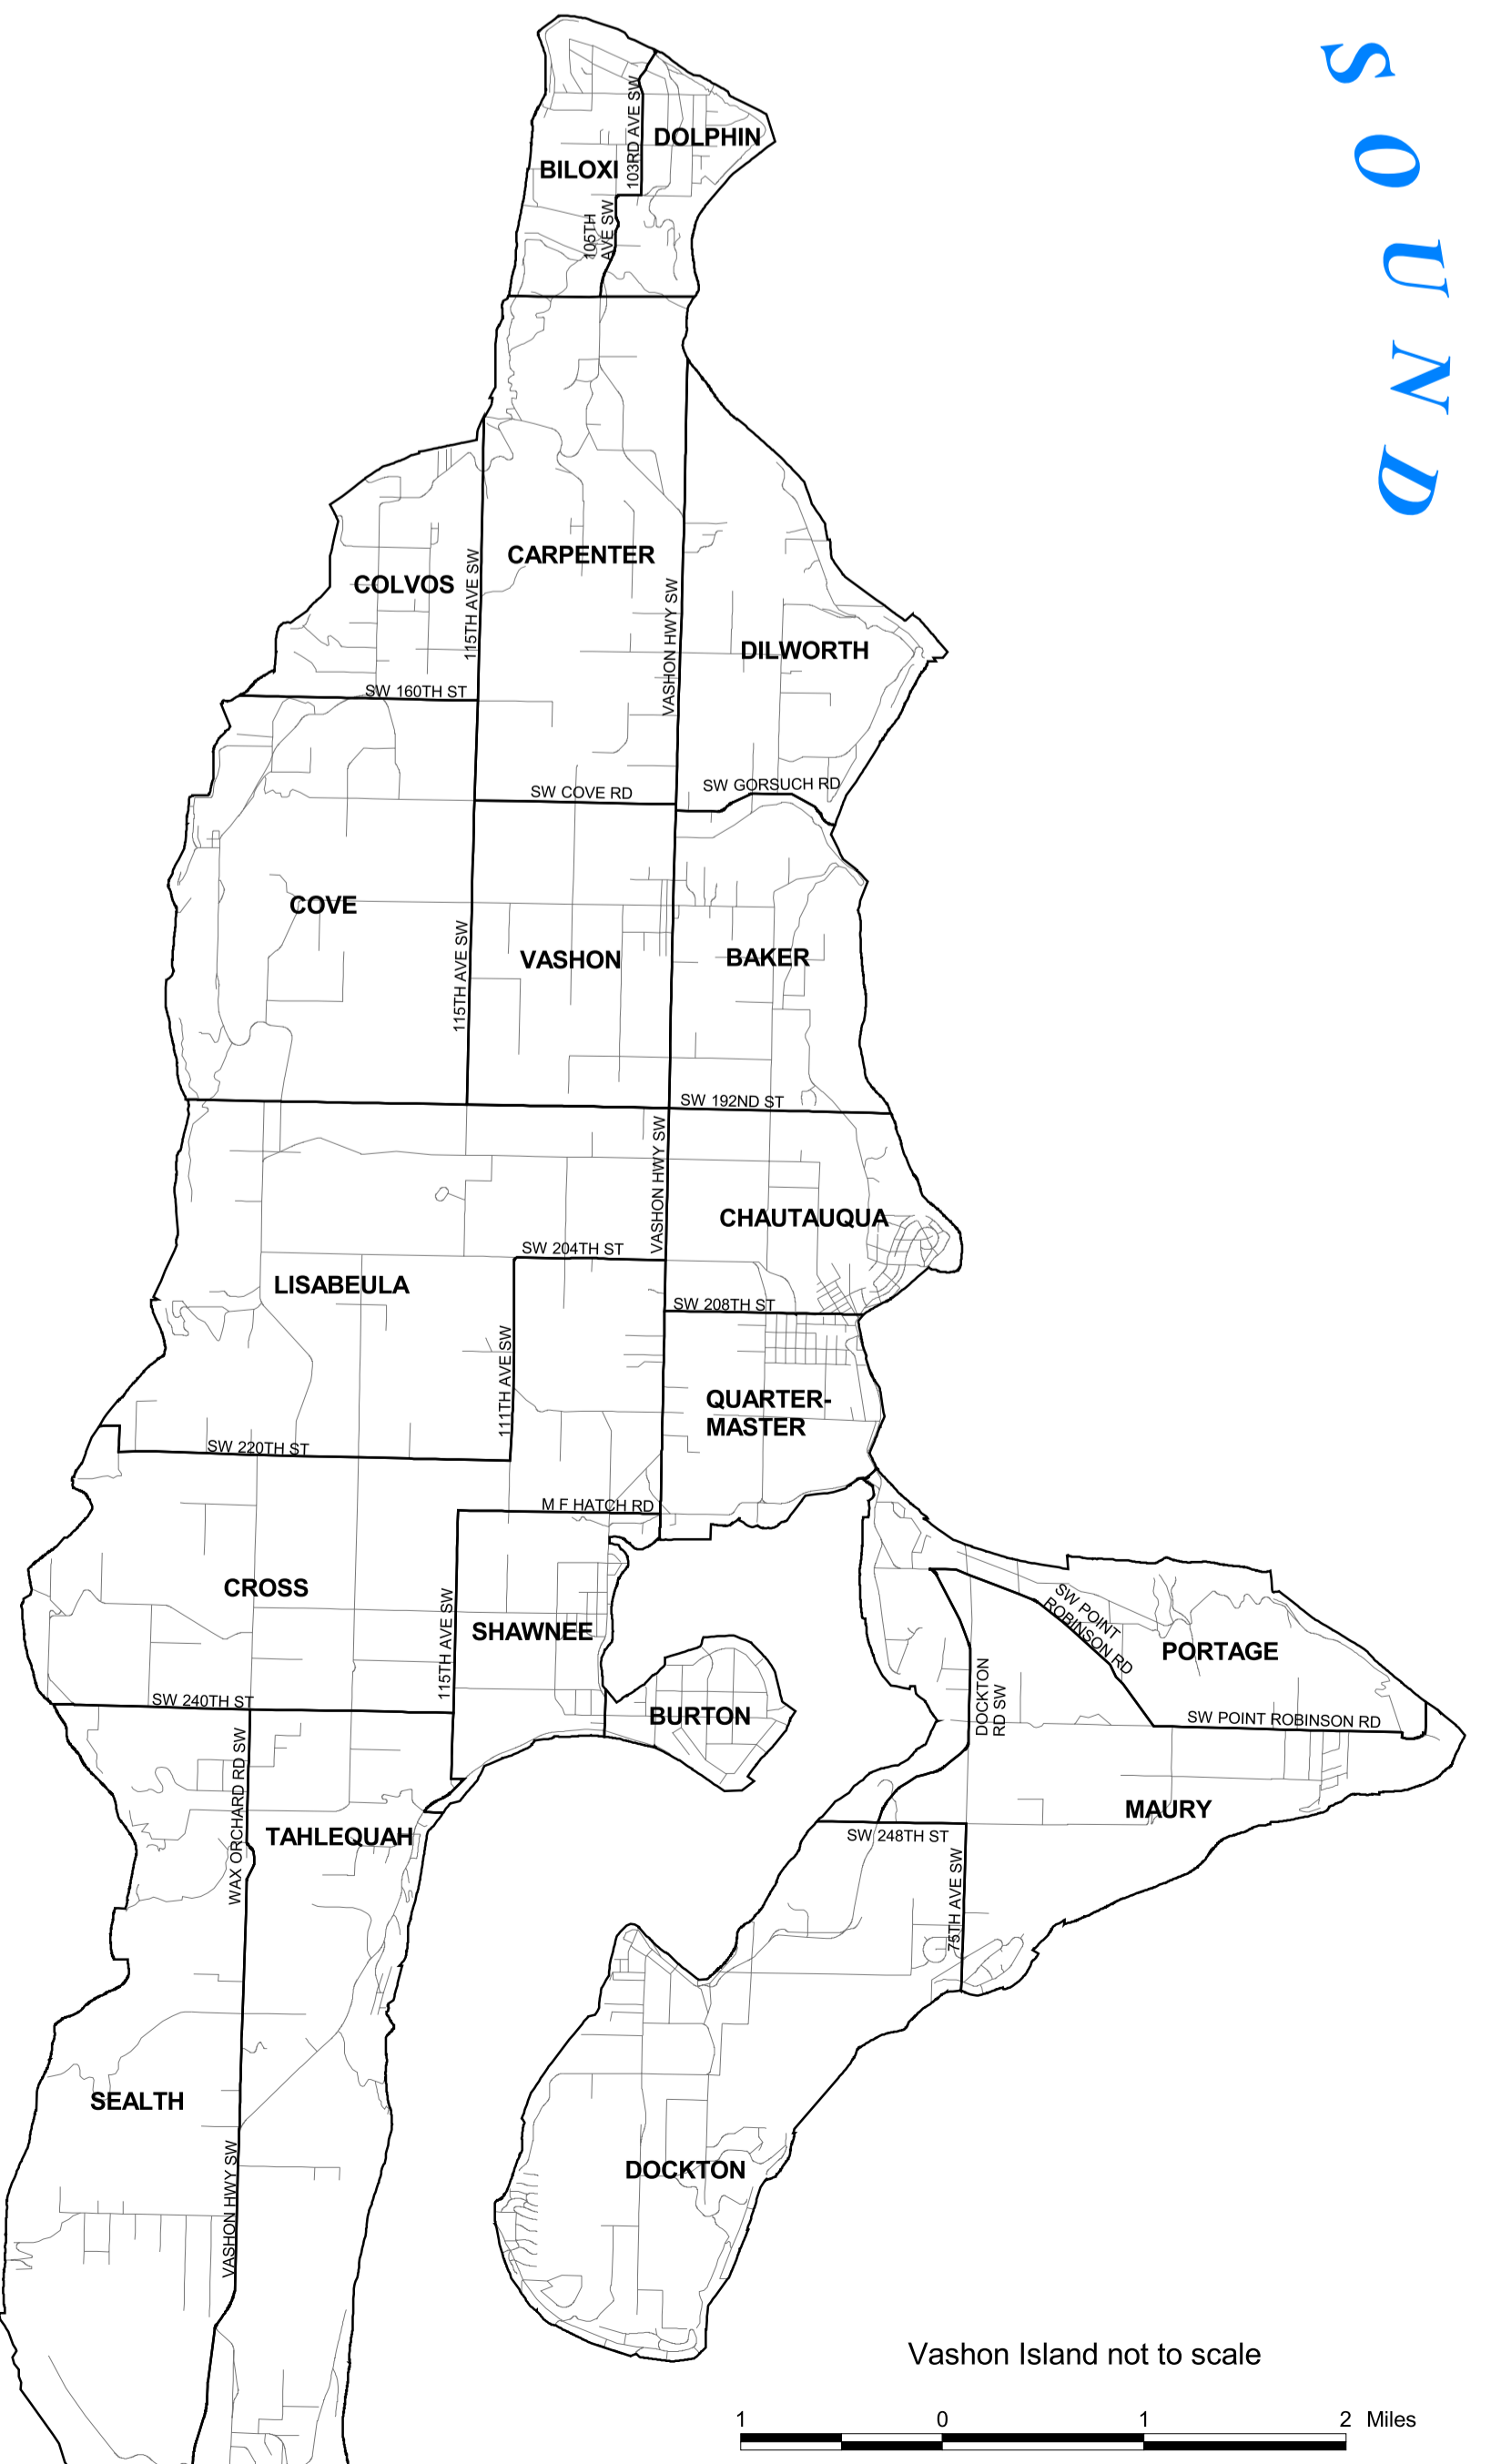 S O U N D
DOLPHIN
103RD AVE SW
BILOXI
105TH
AVE SW
CARPENTER
COLVOS
115TH AVE SW
VASHON HWY SW
DILWORTH
SW 160TH ST
SW COVE RD
SW GORSUCH RD
COVE
115TH AVE SW
VASHON
BAKER
SW 192ND ST
VASHON HWY SW
CHAUTAUQUA
SW 204TH ST
LISABEULA
SW 208TH ST
111TH AVE SW
QUARTER-
MASTER
SW 220TH ST
M F HATCH RD
CROSS
115TH AVE SW
SHAWNEE
SW POINT
ROBINSON RD
PORTAGE
DOCKTON
RD SW
SW 240TH ST
BURTON
SW POINT ROBINSON RD
WAX ORCHARD RD SW
TAHLEQUAH
MAURY
SW 248TH ST
75TH AVE SW
SEALTH
VASHON HWY SW
DOCKTON
Vashon Island not to scale
1 0 1 2 Miles